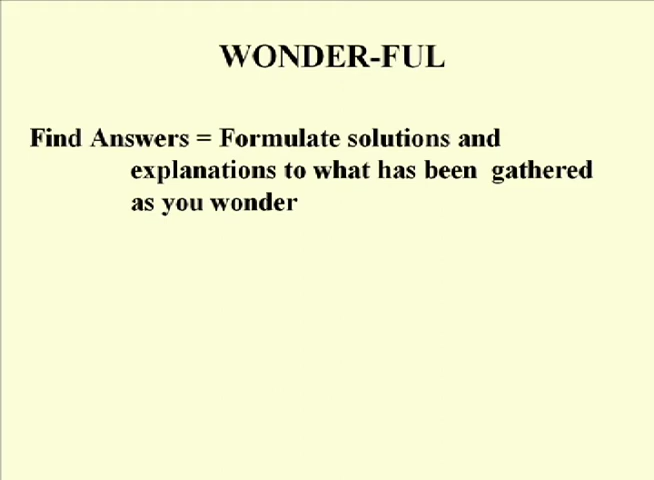 WONDER-FUL
Find Answers = Formulate solutions and
explanations to what has been gathered
as you wonder